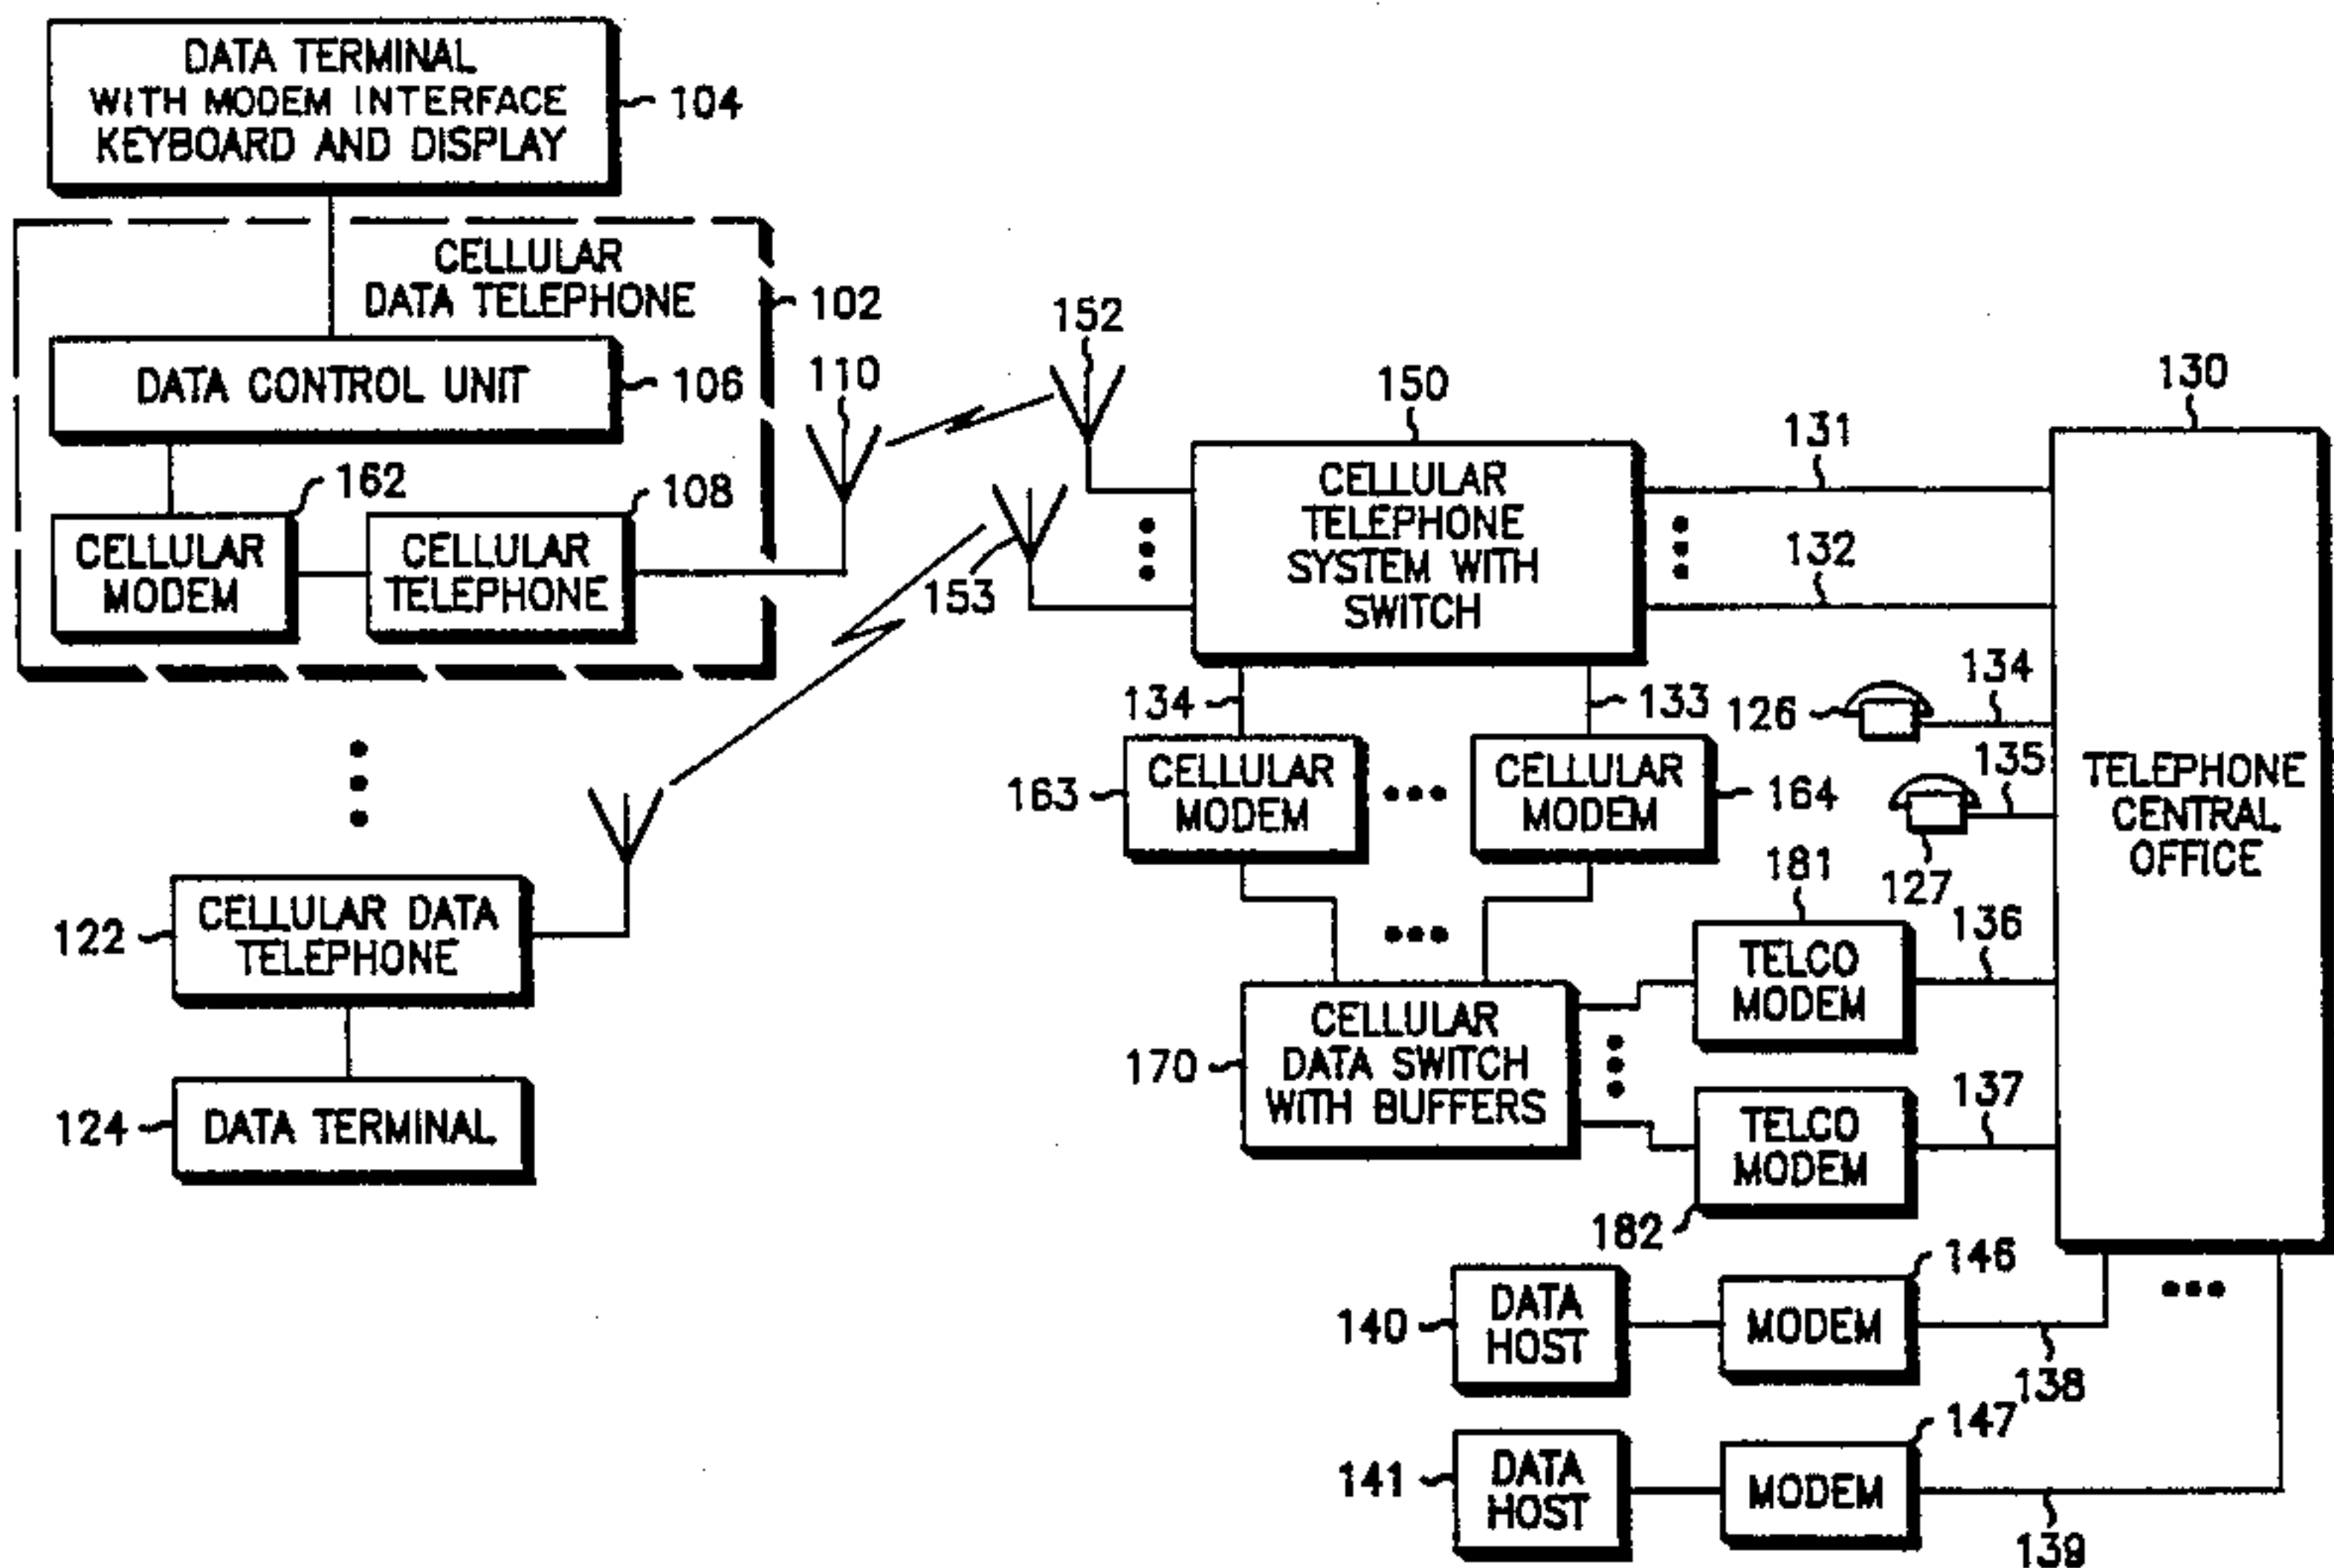 DATA TERMINAL
WITH MODEM INTERFACE
KEYBOARD AND DISPLAY
104
CELLULAR
DATA TELEPHONE
102
DATA CONTROL UNIT
106
110
162
108
CELLULAR
MODEM
CELLULAR
TELEPHONE
152
153
150
CELLULAR
TELEPHONE
SYSTEM WITH
SWITCH
131
132
130
TELEPHONE
CENTRAL
OFFICE
134
133
126
134
135
127
163
CELLULAR
MODEM
CELLULAR
MODEM
164
122
CELLULAR DATA
TELEPHONE
124
DATA TERMINAL
170
CELLULAR
DATA SWITCH
WITH BUFFERS
181
TELCO
MODEM
136
TELCO
MODEM
137
182
140
DATA
HOST
MODEM
146
138
141
DATA
HOST
MODEM
147
139